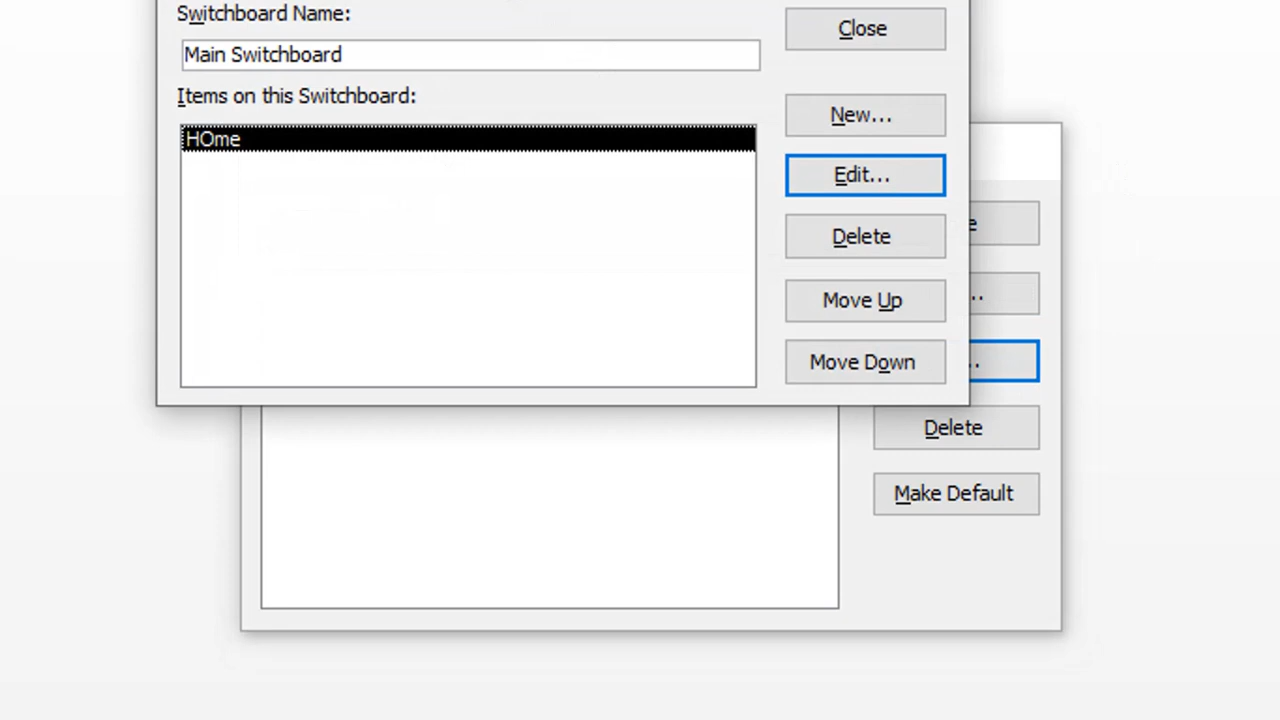 Switchboard Name:
Close
Main Switchboard
Items on this Switchboard:
New...
HOme
Edit...
Delete
e
Move Up
..
Move Down
..
Delete
Make Default